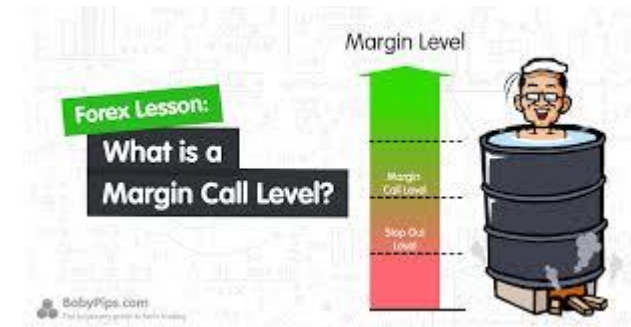 Margin Level
Forex Lesson:
What is a
Margin Call Level?
Margin
Call Level
Stop Out
Level
BabyPips.com